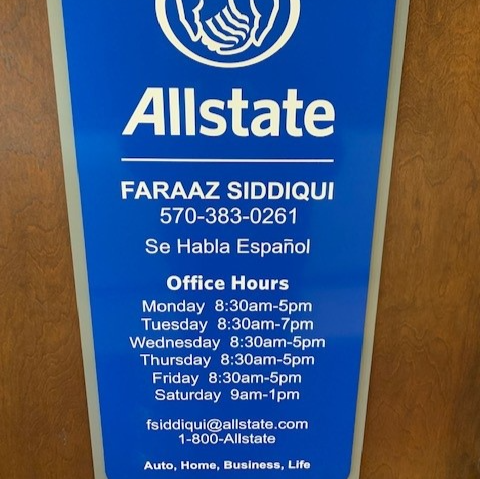 Allstate
FARAAZ SIDDIQUI
570-383-0261
Se Habla Español
Office Hours
Monday 8:30am-5pm
Tuesday 8:30am-7pm
Wednesday 8:30am-5pm
Thursday 8:30am-5pm
Friday 8:30am-5pm
Saturday 9am-1pm
fsiddiqui@allstate.com
1-800-Allstate
Auto, Home, Business, Life